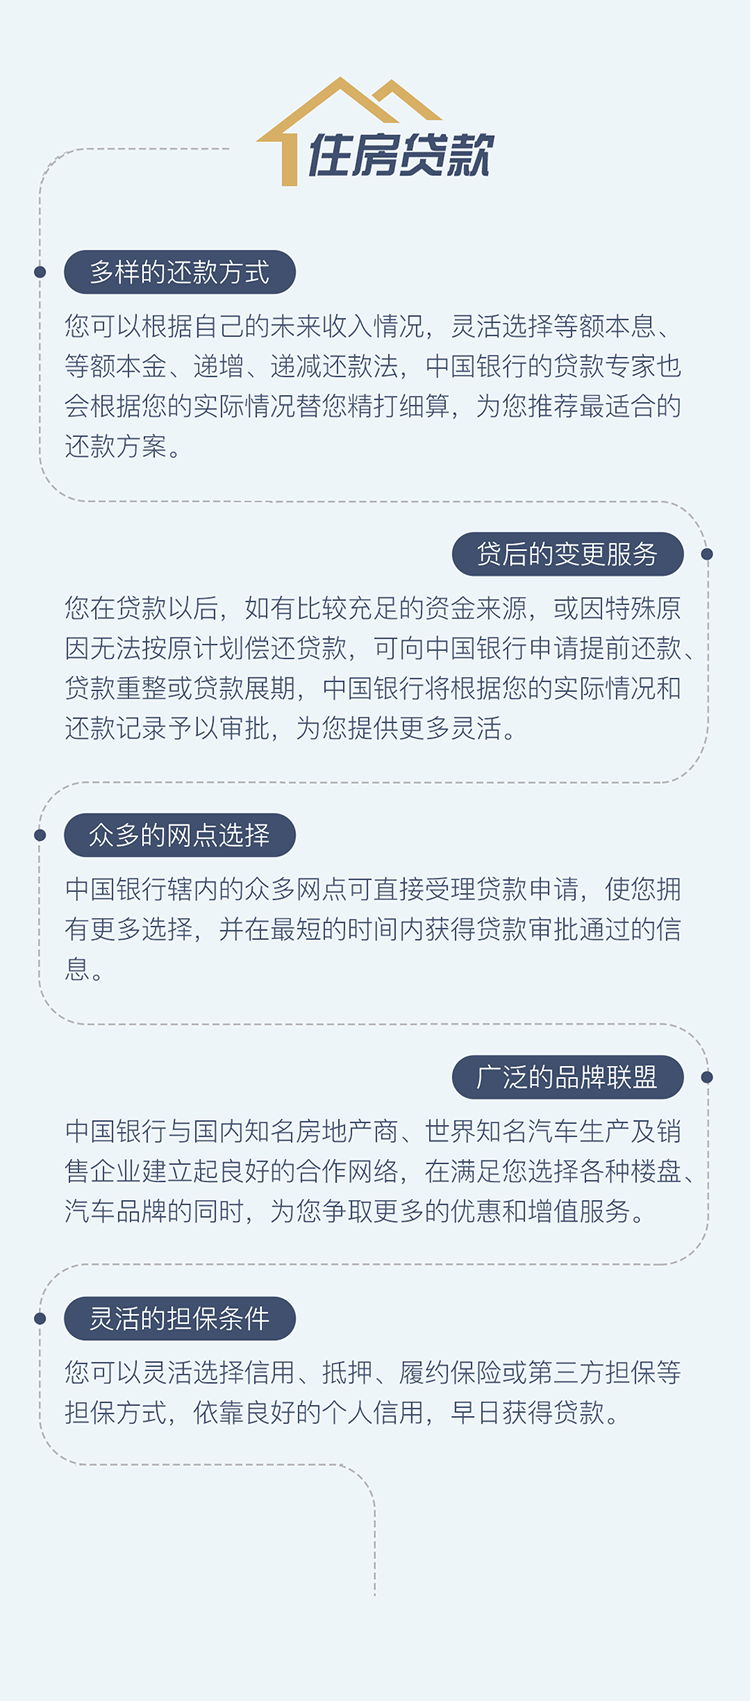 住房贷款
多样的还款方式
您可以根据自己的未来收入情况，灵活选择等额本息、
等额本金、递增、递减还款法，中国银行的贷款专家也
会根据您的实际情况替您精打细算，为您推荐最适合的
还款方案。
贷后的变更服务
您在贷款以后，如有比较充足的资金来源，或因特殊原
因无法按原计划偿还贷款，可向中国银行申请提前还款、
贷款重整或贷款展期，中国银行将根据您的实际情况和
还款记录予以审批，为您提供更多灵活。
众多的网点选择
中国银行辖内的众多网点可直接受理贷款申请，使您拥
有更多选择，并在最短的时间内获得贷款审批通过的信
息。
广泛的品牌联盟
中国银行与国内知名房地产商、世界知名汽车生产及销
售企业建立起良好的合作网络，在满足您选择各种楼盘、
汽车品牌的同时，为您争取更多的优惠和增值服务。
灵活的担保条件
您可以灵活选择信用、抵押、履约保险或第三方担保等
担保方式，依靠良好的个人信用，早日获得贷款。